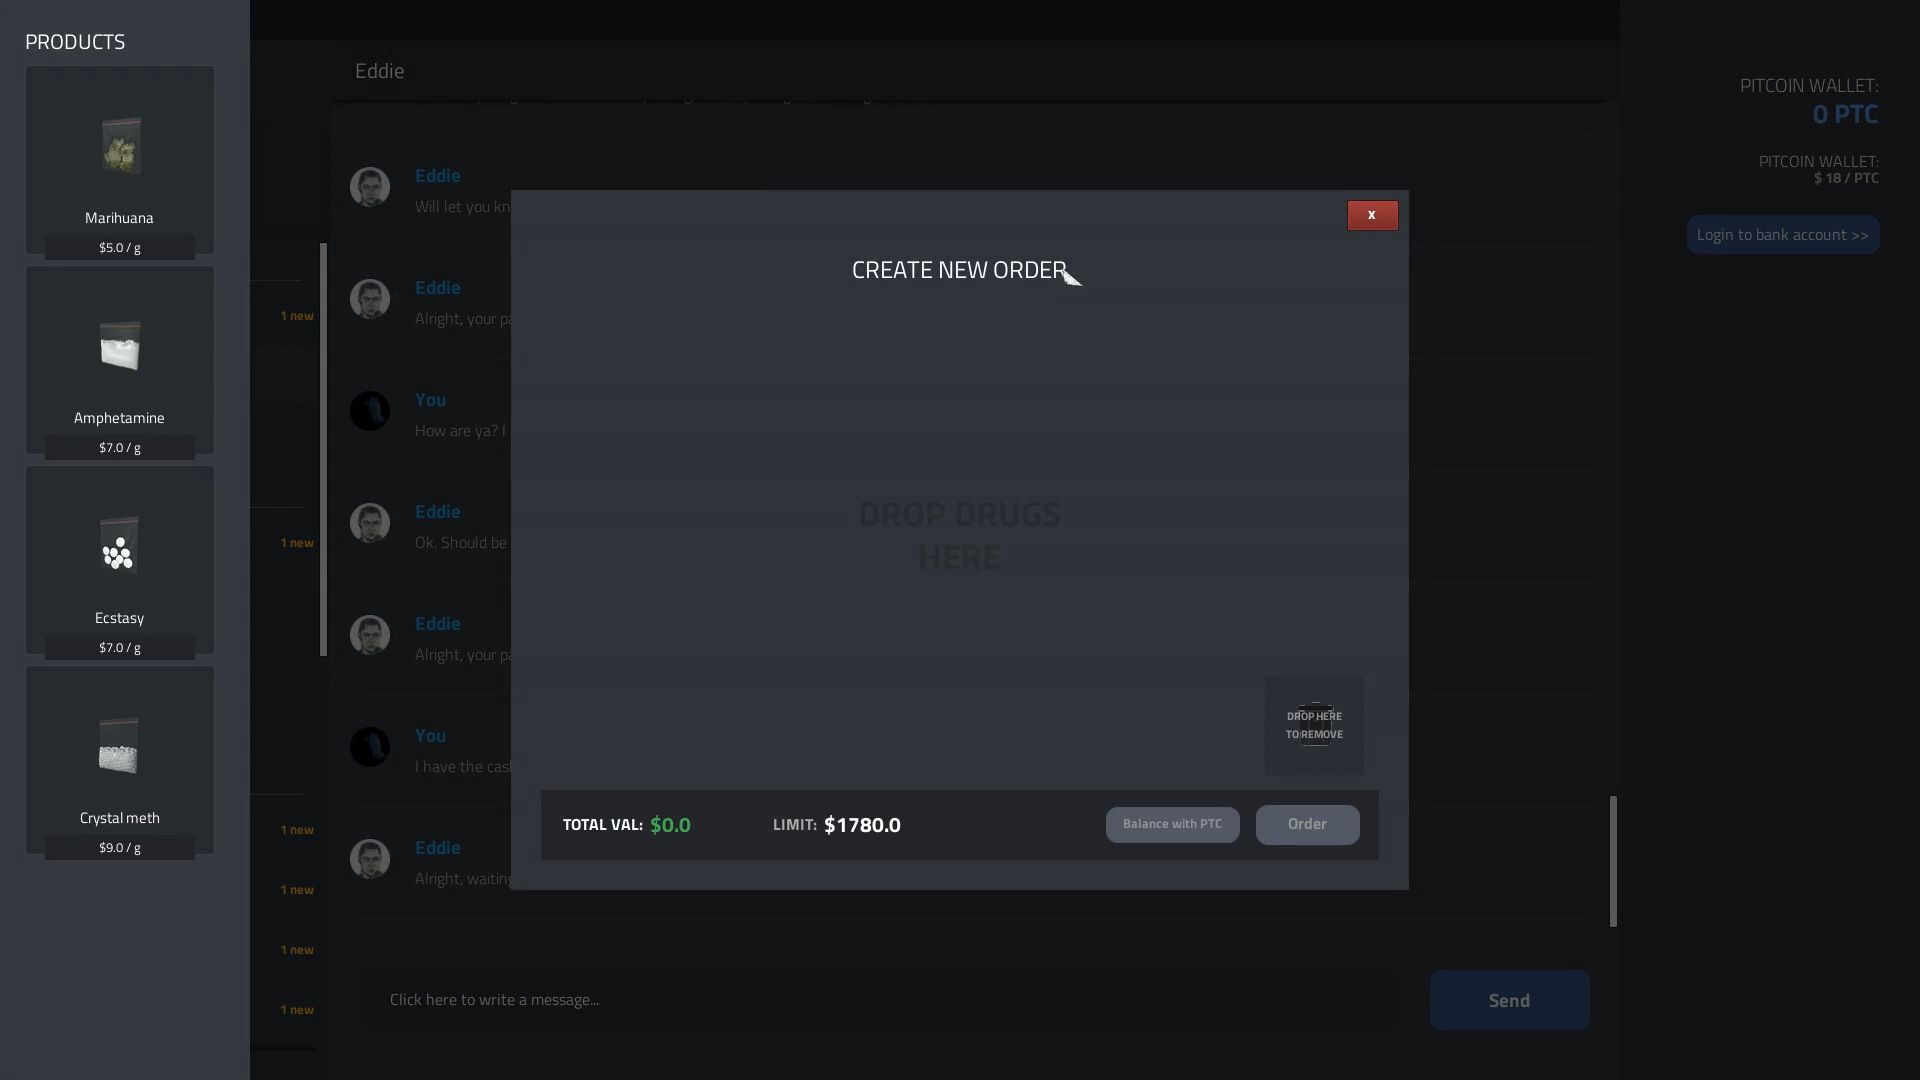 PRODUCTS
Marihuana
$5.0 / g
Amphetamine
$7.0 / g
Ecstasy
$7.0 / g
Crystal meth
$9.0 / g
1 new
1 new
1 new
1 new
1 new
1 new
Eddie
Eddie
Will let you kn
Eddie
Alright, your pa
You
How are ya? I
Eddie
Ok. Should be
Eddie
Alright, your pa
You
I have the cas
Eddie
Alright, waiting
Click here to write a message...
Send
X
CREATE NEW ORDER
DROP DRUGS
HERE
DROP HERE
TO REMOVE
TOTAL VAL: $0.0
LIMIT: $1780.0
Balance with PTC
Order
PITCOIN WALLET:
0 PTC
PITCOIN WALLET:
$ 18 / PTC
Login to bank account >>